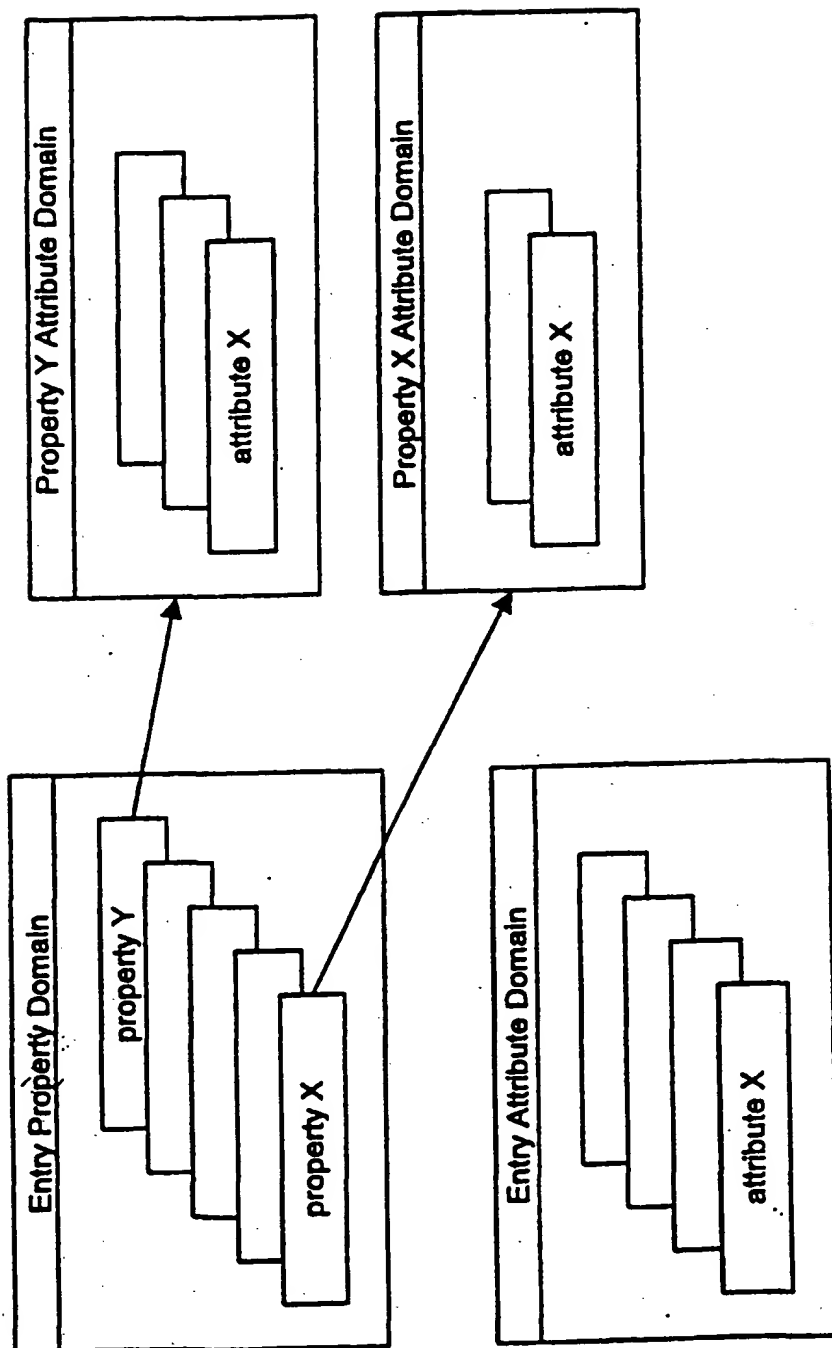 Entry Property Domain
property Y
property X
Property Y Attribute Domain
attribute X
Entry Attribute Domain
attribute X
Property X Attribute Domain
attribute X